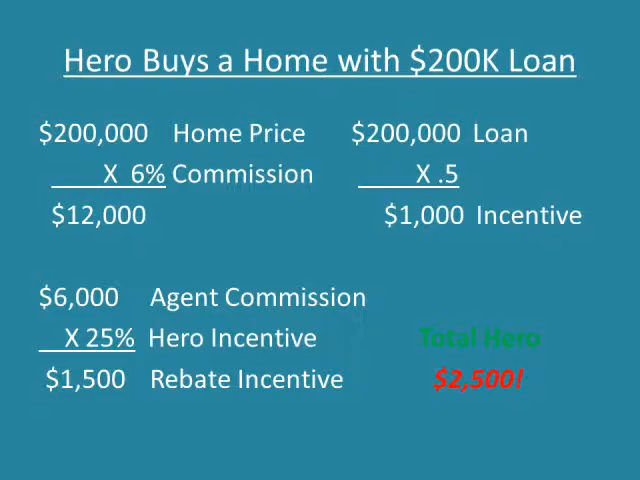 Hero Buys a Home with $200K Loan
$200,000 Home Price $200,000 Loan
X 6% Commission X .5
$12,000 $1,000 Incentive
$6,000 Agent Commission
X 25% Hero Incentive Total Hero
$1,500 Rebate Incentive $2,500!